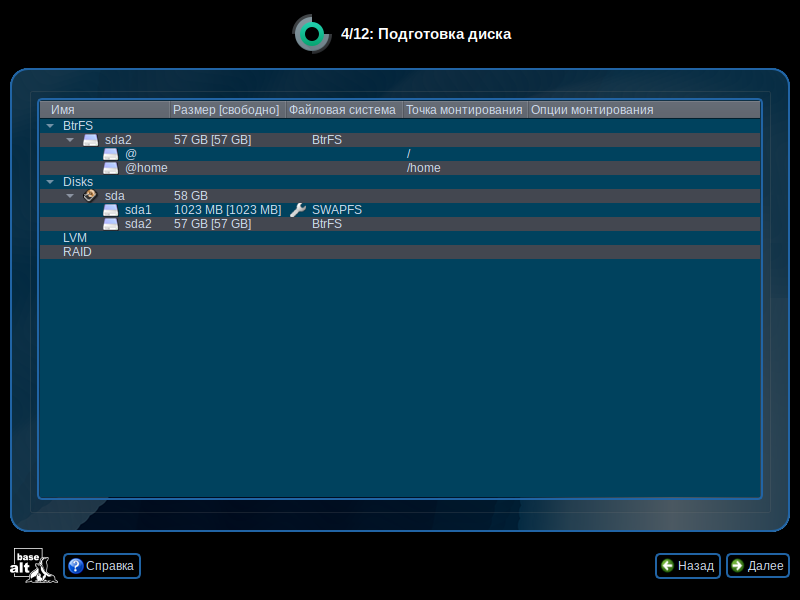 4/12: Подготовка диска
Имя Размер [свободно] Файловая система Точка монтирования Опции монтирования
BtrFS
sda2 57 GB [57 GB] BtrFS
@ /
@home /home
Disks
sda 58 GB
sda1 1023 MB [1023 MB] SWAPFS
sda2 57 GB [57 GB] BtrFS
LVM
RAID
base
alt
Справка Назад Далее